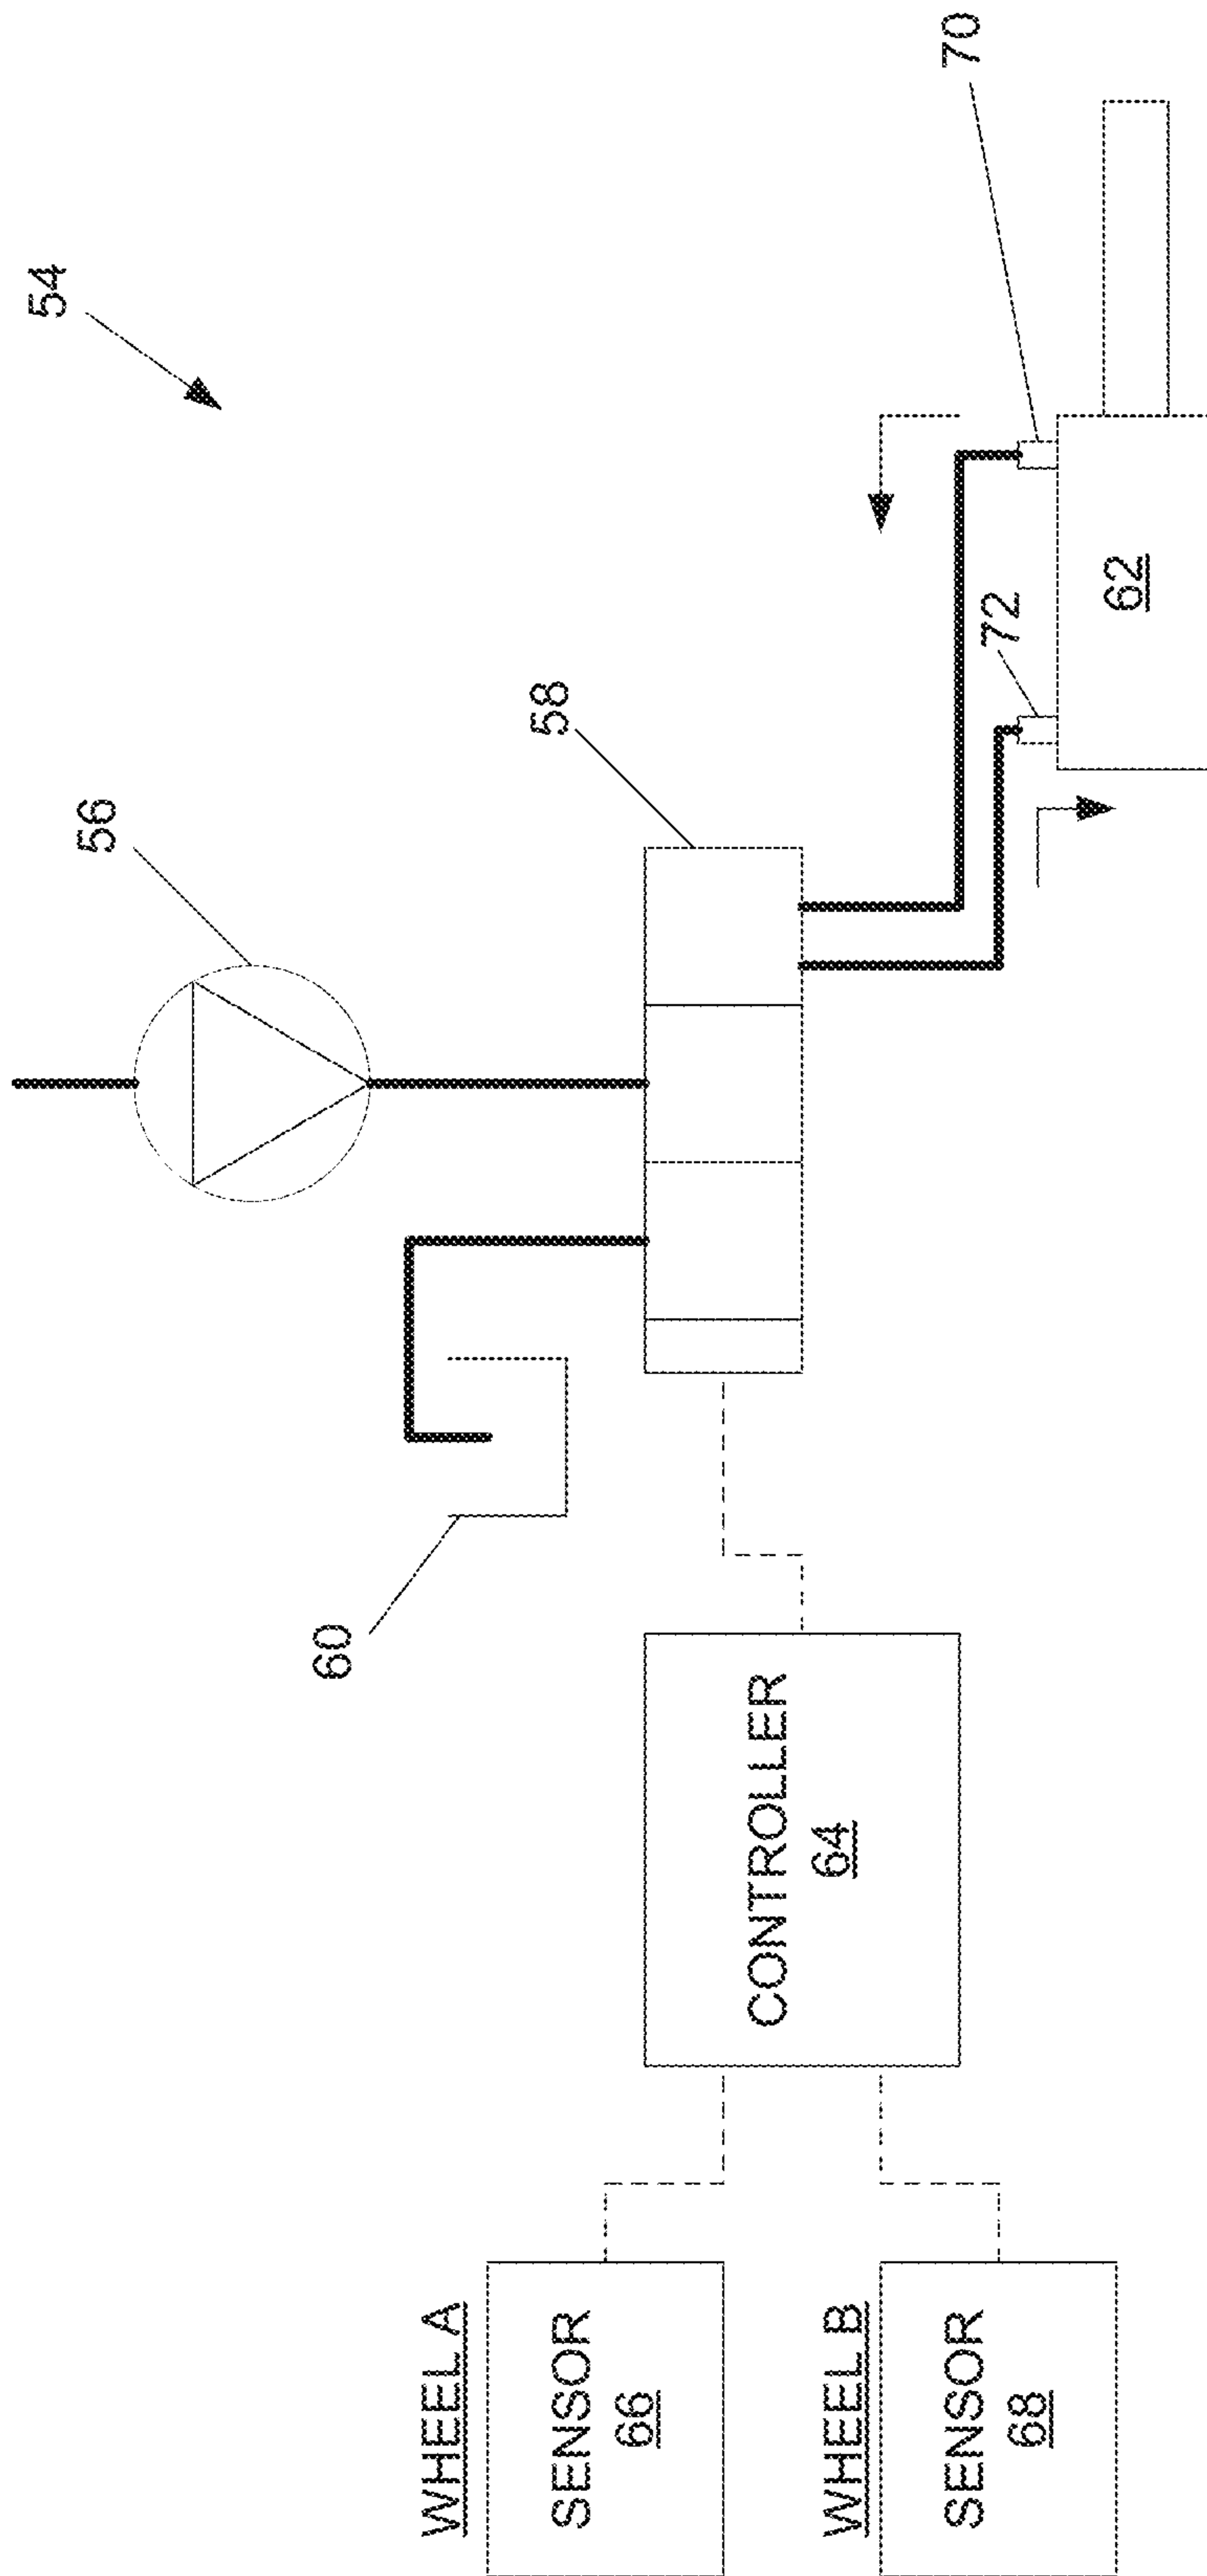 54
56
58
60
70
72
62
CONTROLLER
64
WHEEL A
SENSOR
66
WHEEL B
SENSOR
68